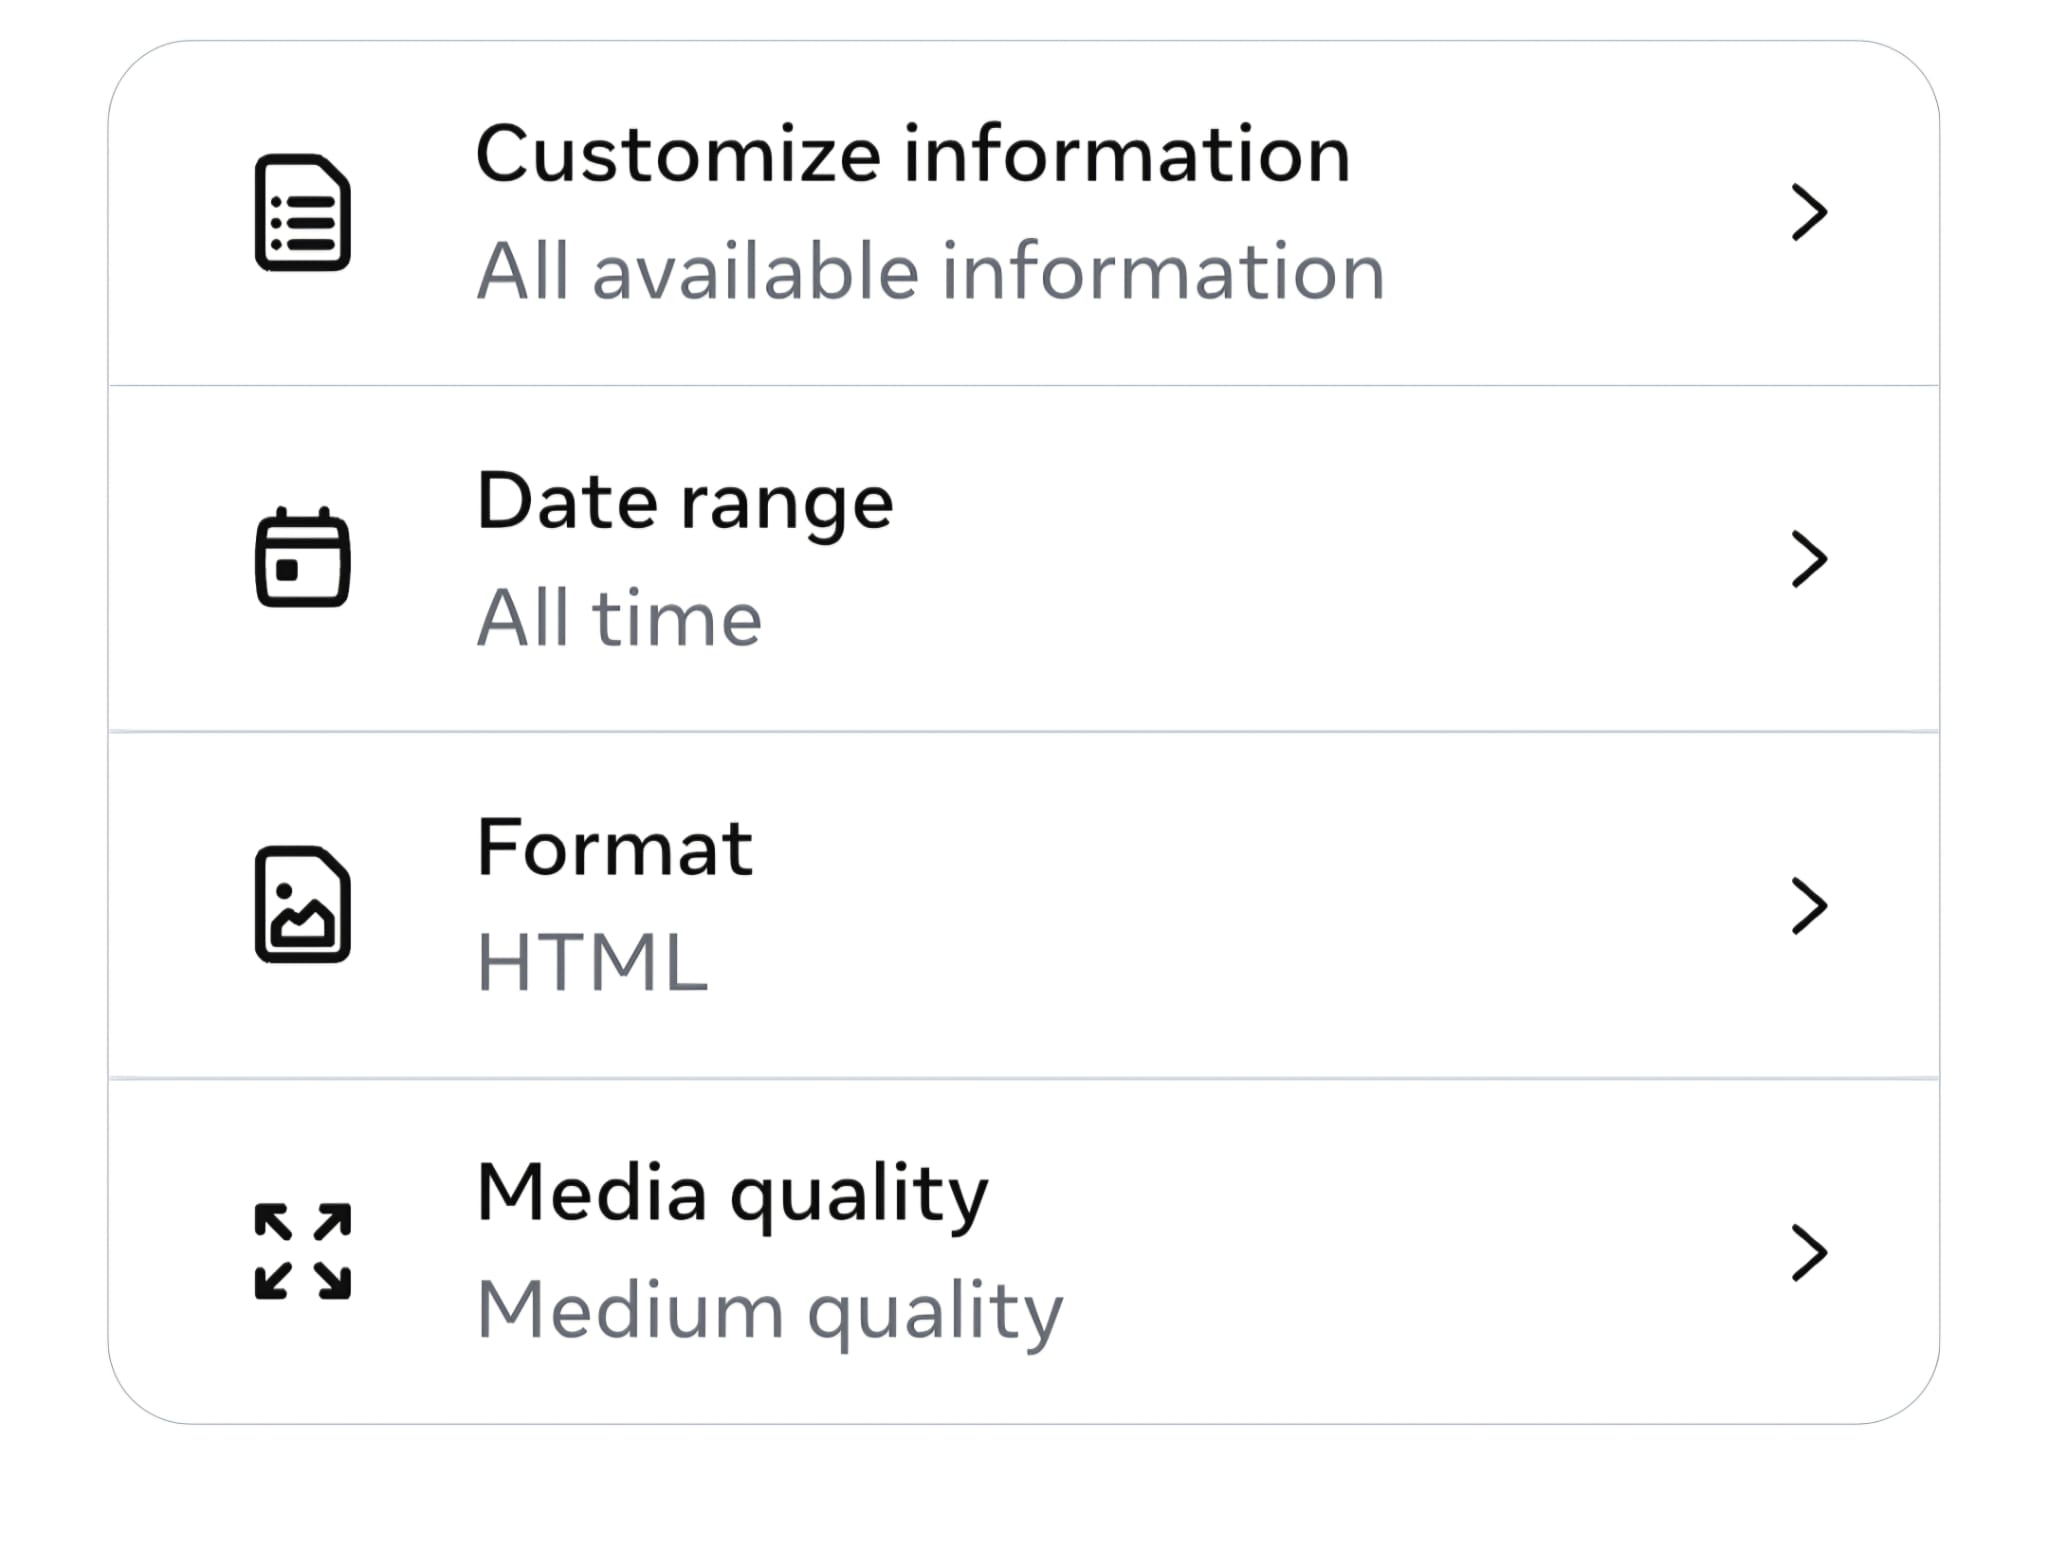 Customize information
All available information
Date range
All time
Format
HTML
Media quality
Medium quality